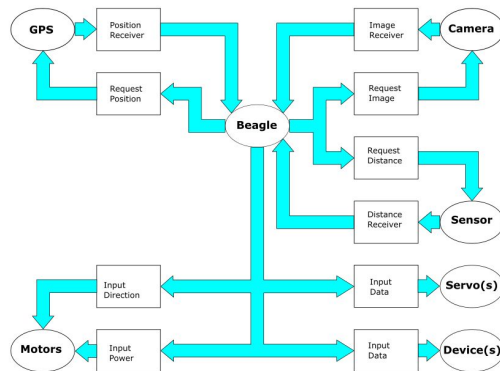 GPS
Position
Receiver
Image
Receiver
Camera
Request
Position
Request
Image
Beagle
Request
Distance
Distance
Receiver
Sensor
Input
Direction
Input
Data
Servo(s)
Motors
Input
Power
Input
Data
Device(s)